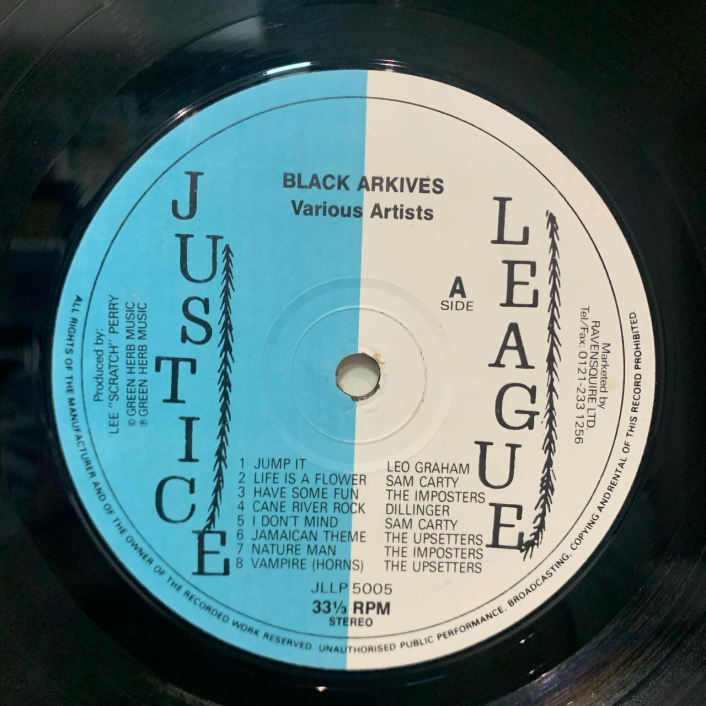 BLACK ARKIVES
Various Artists
JUSTICE
LEAGUE
A
SIDE
Produced by:
LEE "SCRATCH" PERRY
© GREEN HERB MUSIC
℗ GREEN HERB MUSIC
Marketed by
RAVENSQUIRE LTD.
Tel/Fax: 0121-233 1256
1 JUMP IT LEO GRAHAM
2 LIFE IS A FLOWER SAM CARTY
3 HAVE SOME FUN THE IMPOSTERS
4 CANE RIVER ROCK DILLINGER
5 I DON'T MIND SAM CARTY
6 JAMAICAN THEME THE UPSETTERS
7 NATURE MAN THE IMPOSTERS
8 VAMPIRE (HORNS) THE UPSETTERS
JLLP 5005
33⅓ RPM
STEREO
ALL RIGHTS OF THE MANUFACTURER AND OF THE OWNER OF THE RECORDED WORK RESERVED. UNAUTHORISED PUBLIC PERFORMANCE, BROADCASTING, COPYING ANDRENTAL OF THIS RECORD PROHIBITED.